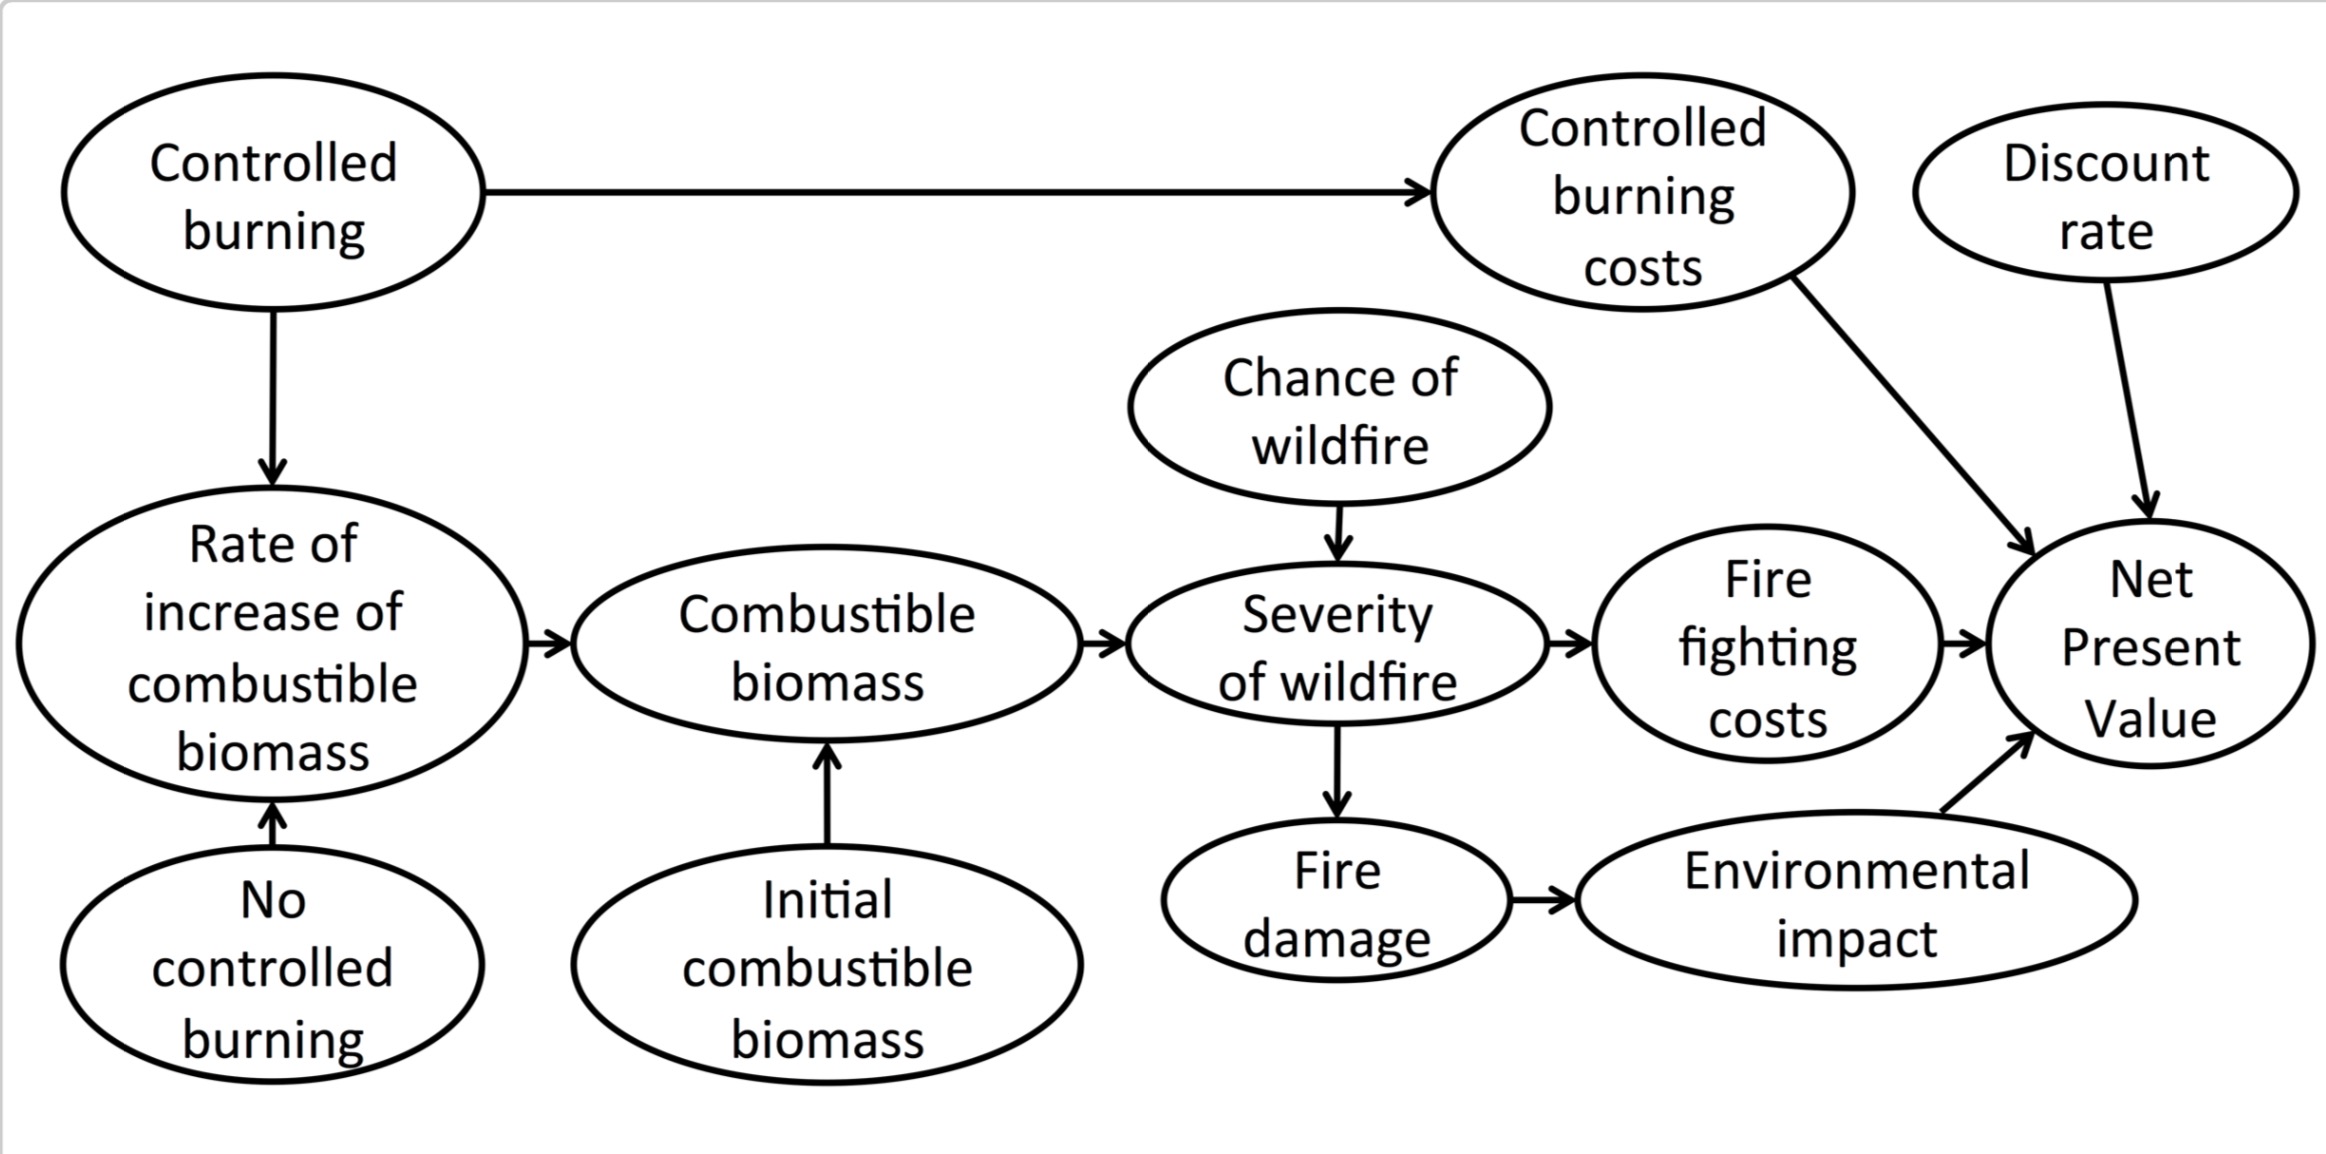 Controlled
burning
Controlled
burning
costs
Discount
rate
Chance of
wildfire
Rate of
increase of
combustible
biomass
Combustible
biomass
Severity
of wildfire
Fire
fighting
costs
Net
Present
Value
No
controlled
burning
Initial
combustible
biomass
Fire
damage
Environmental
impact